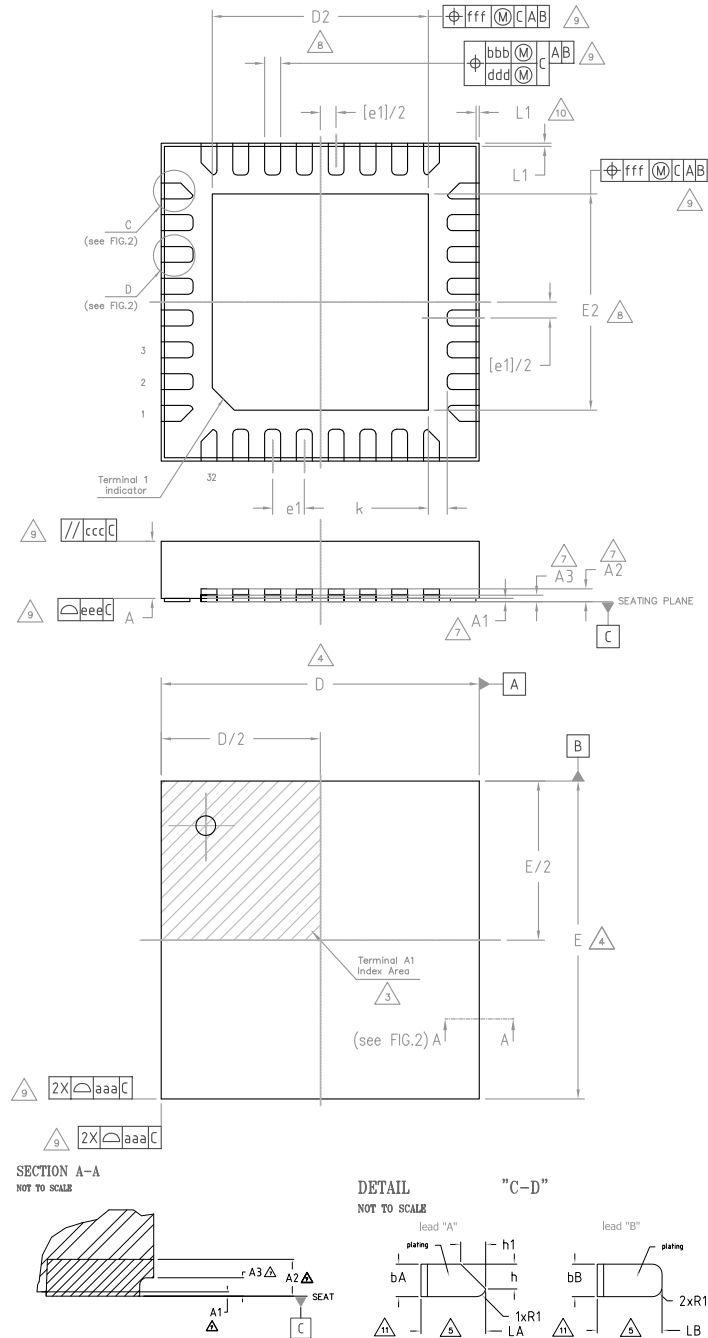 D2
⌖ fff Ⓜ C A B
9
8
⌖ bbb Ⓜ C A B
ddd Ⓜ
9
[e1]/2
L1
10
L1
⌖ fff Ⓜ C A B
9
C
(see FIG.2)
D
(see FIG.2)
E2
8
3
[e1]/2
2
1
Terminal 1
indicator
32
e1
k
9
// ccc C
7
7
A3
A2
9
⌓ eee C
A
7
A1
SEATING PLANE
C
4
D
A
D/2
B
E/2
E
4
Terminal A1
Index Area
3
(see FIG.2)
A
A
9
2X ⌓ aaa C
9
2X ⌓ aaa C
SECTION A-A
NOT TO SCALE
DETAIL "C-D"
NOT TO SCALE
lead "A"
lead "B"
plating
h1
plating
A3
7
A2
bA
h
bB
SEAT
A1
C
1xR1
2xR1
11
5
LA
11
5
LB